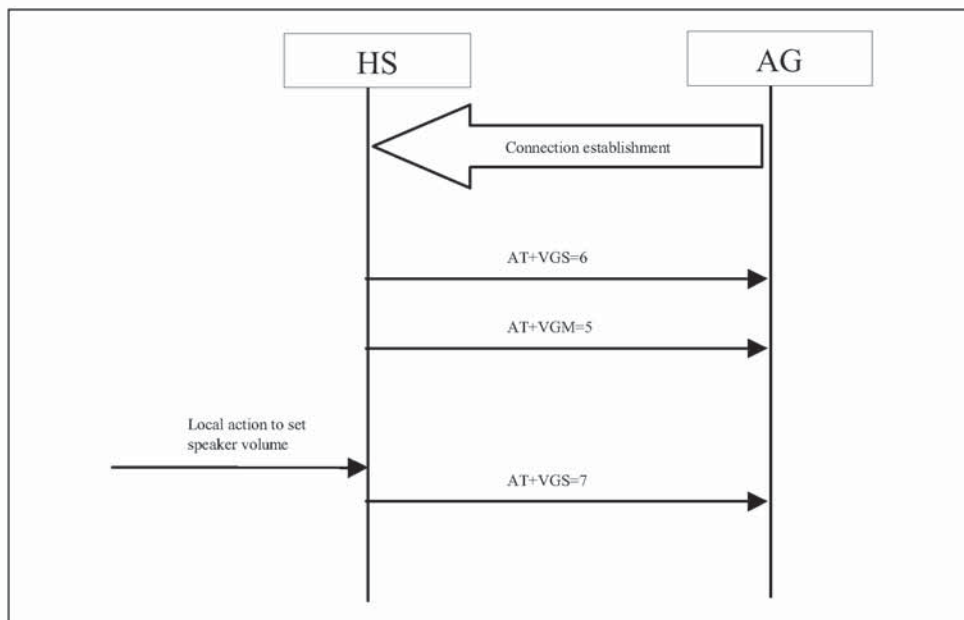 HS
AG
Connection establishment
AT+VGS=6
AT+VGM=5
Local action to set
speaker volume
AT+VGS=7